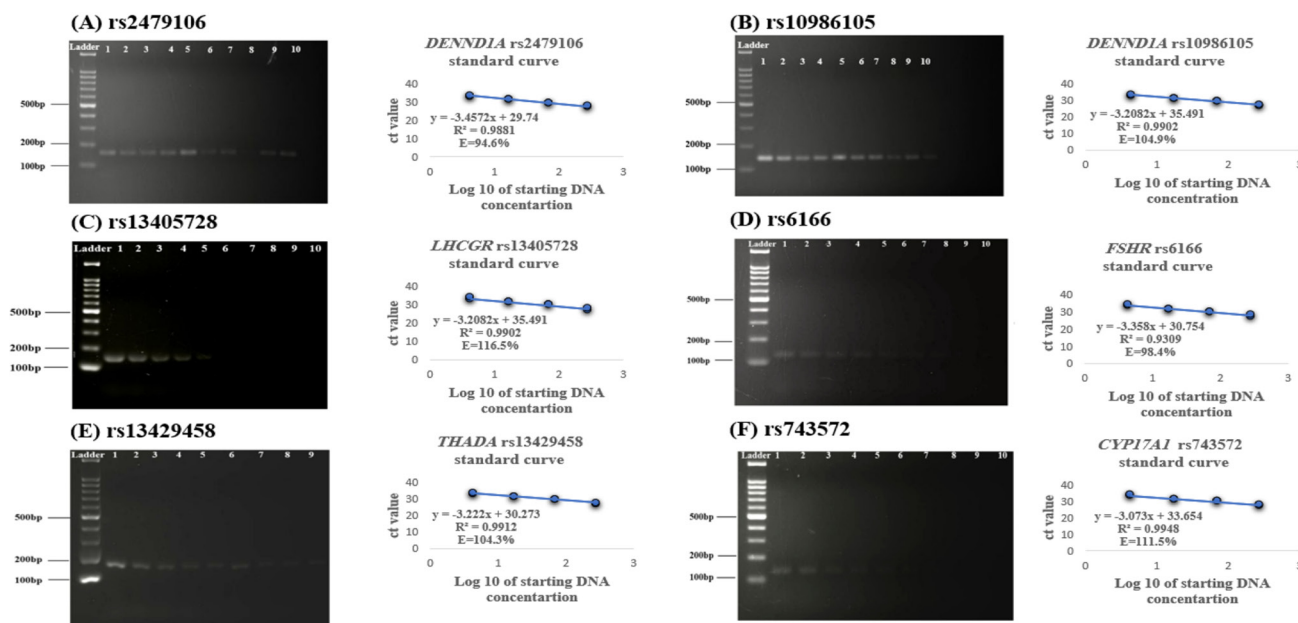 (A) rs2479106
Ladder 1 2 3 4 5 6 7 8 9 10
500bp
200bp
100bp
DENND1A rs2479106
standard curve
ct value
40
30
20
10
0
y = -3.4572x + 29.74
R² = 0.9881
E=94.6%
0 1 2 3
Log 10 of starting DNA
concentartion
(B) rs10986105
Ladder
1 2 3 4 5 6 7 8 9 10
500bp
200bp
100bp
DENND1A rs10986105
standard curve
ct value
40
30
20
10
0
y = -3.2082x + 35.491
R² = 0.9902
E=104.9%
0 1 2 3
Log 10 of starting DNA
concentration
(C) rs13405728
Ladder 1 2 3 4 5 6 7 8 9 10
500bp
200bp
100bp
LHCGR rs13405728
standard curve
ct value
40
30
20
10
0
y = -3.2082x + 35.491
R² = 0.9902
E=116.5%
0 1 2 3
Log 10 of starting DNA
concentartion
(D) rs6166
Ladder 1 2 3 4 5 6 7 8 9 10
500bp
200bp
100bp
FSHR rs6166
standard curve
ct value
40
30
20
10
0
y = -3.358x + 30.754
R² = 0.9309
E=98.4%
0 1 2 3
Log 10 of starting DNA
concentartion
(E) rs13429458
Ladder 1 2 3 4 5 6 7 8 9
500bp
200bp
100bp
THADA rs13429458
standard curve
ct value
40
30
20
10
0
y = -3.222x + 30.273
R² = 0.9912
E=104.3%
0 1 2 3
Log 10 of starting DNA
concentartion
(F) rs743572
Ladder 1 2 3 4 5 6 7 8 9 10
500bp
200bp
100bp
CYP17A1 rs743572
standard curve
ct value
40
30
20
10
0
y = -3.073x + 33.654
R² = 0.9948
E=111.5%
0 1 2 3
Log 10 of starting DNA
concentartion